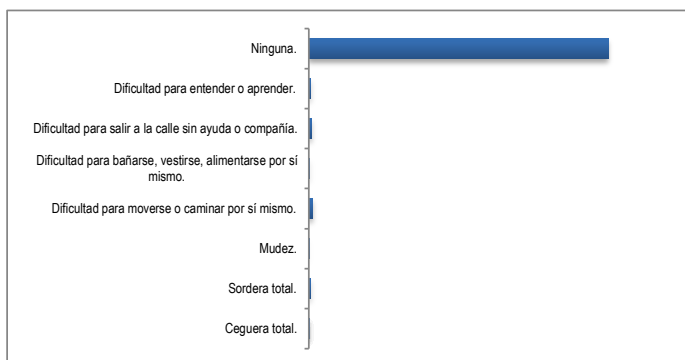 Ninguna.
Dificultad para entender o aprender.
Dificultad para salir a la calle sin ayuda o compañía.
Dificultad para bañarse, vestirse, alimentarse por sí
mismo.
Dificultad para moverse o caminar por sí mismo.
Mudez.
Sordera total.
Ceguera total.